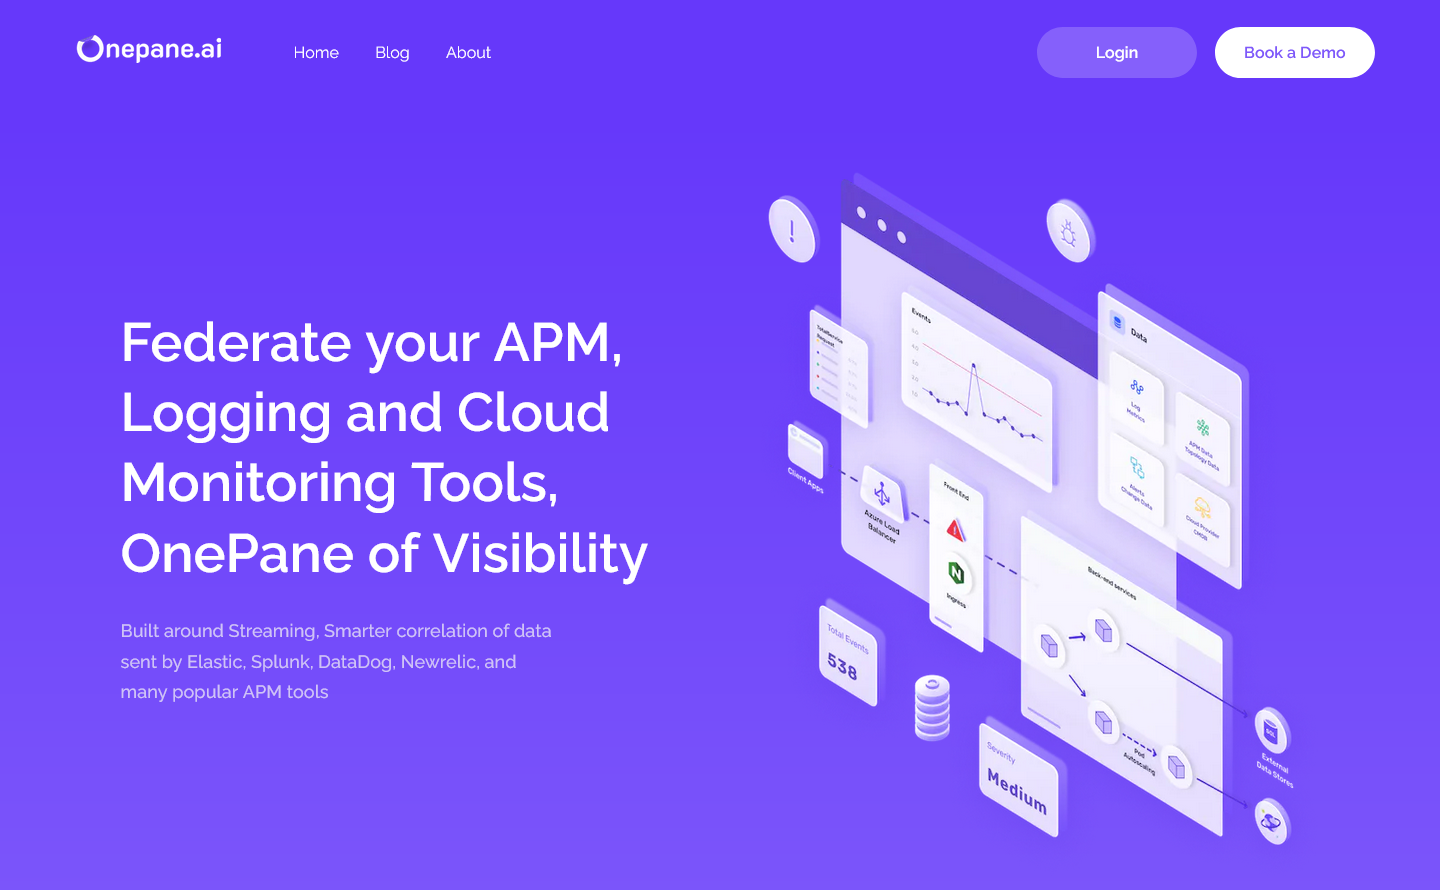 Onepane.ai
Home
Blog
About
Login
Book a Demo
Federate your APM,
Logging and Cloud
Monitoring Tools,
OnePane of Visibility
Built around Streaming, Smarter correlation of data
sent by Elastic, Splunk, DataDog, Newrelic, and
many popular APM tools
Events
Data
Log
Metrics
APM Data
Topology Data
Alerts
Change Data
Cloud Provider
CMDB
TotalService
Request
Client Apps
Azure Load
Balancer
Front End
Ingress
Back-end services
Pod
Autoscaling
Total Events
538
Severity
Medium
External
Data Stores